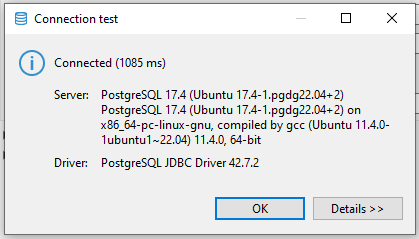 Connection test
Connected (1085 ms)
Server: PostgreSQL 17.4 (Ubuntu 17.4-1.pgdg22.04+2)
PostgreSQL 17.4 (Ubuntu 17.4-1.pgdg22.04+2) on
x86_64-pc-linux-gnu, compiled by gcc (Ubuntu 11.4.0-
1ubuntu1~22.04) 11.4.0, 64-bit
Driver: PostgreSQL JDBC Driver 42.7.2
OK
Details >>